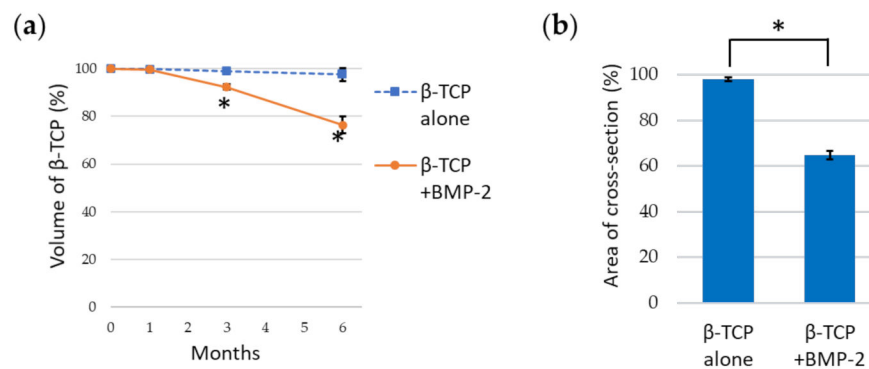 (a)
Volume of β-TCP (%)
100
80
60
40
20
0
0 1 2 3 4 5 6
Months
*
*
β-TCP
alone
β-TCP
+BMP-2
(b)
*
Area of cross-section (%)
100
80
60
40
20
0
β-TCP
alone
β-TCP
+BMP-2